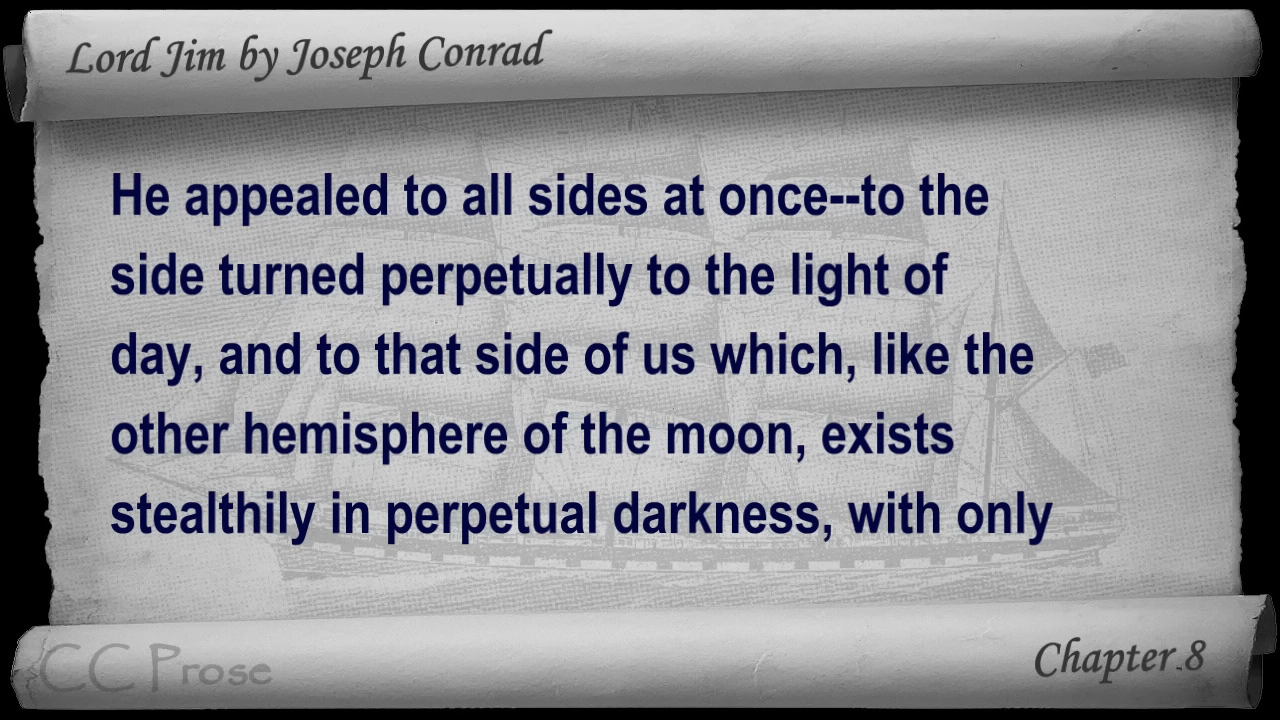 Lord Jim by Joseph Conrad
He appealed to all sides at once--to the
side turned perpetually to the light of
day, and to that side of us which, like the
other hemisphere of the moon, exists
stealthily in perpetual darkness, with only
CC Prose
Chapter 8